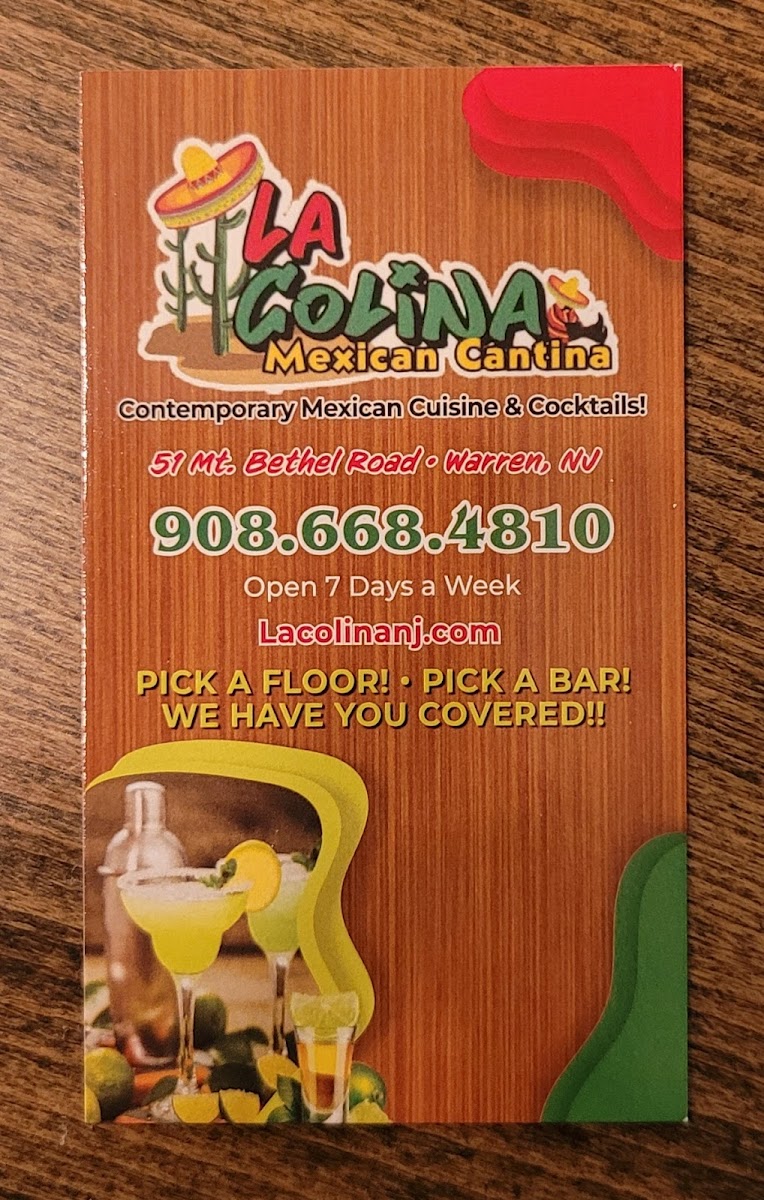 LA
COLiNA
Mexican Cantina
Contemporary Mexican Cuisine & Cocktails!
51 Mt. Bethel Road • Warren, NJ
908.668.4810
Open 7 Days a Week
Lacolinanj.com
PICK A FLOOR! • PICK A BAR!
WE HAVE YOU COVERED!!